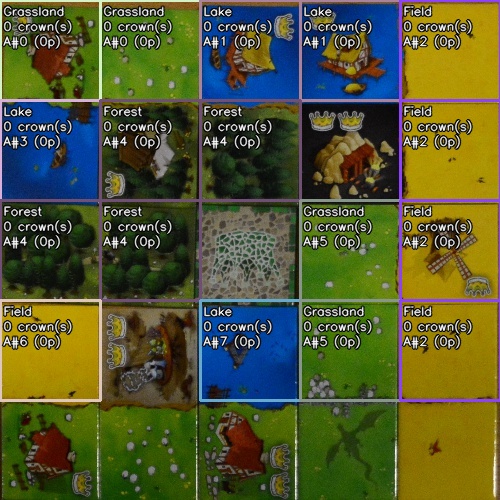 Grassland
0 crown(s)
A#0 (0p)
Grassland
0 crown(s)
A#0 (0p)
Lake
0 crown(s)
A#1 (0p)
Lake
0 crown(s)
A#1 (0p)
Field
0 crown(s)
A#2 (0p)
Lake
0 crown(s)
A#3 (0p)
Forest
0 crown(s)
A#4 (0p)
Forest
0 crown(s)
A#4 (0p)
Field
0 crown(s)
A#2 (0p)
Forest
0 crown(s)
A#4 (0p)
Forest
0 crown(s)
A#4 (0p)
Grassland
0 crown(s)
A#5 (0p)
Field
0 crown(s)
A#2 (0p)
Field
0 crown(s)
A#6 (0p)
Lake
0 crown(s)
A#7 (0p)
Grassland
0 crown(s)
A#5 (0p)
Field
0 crown(s)
A#2 (0p)